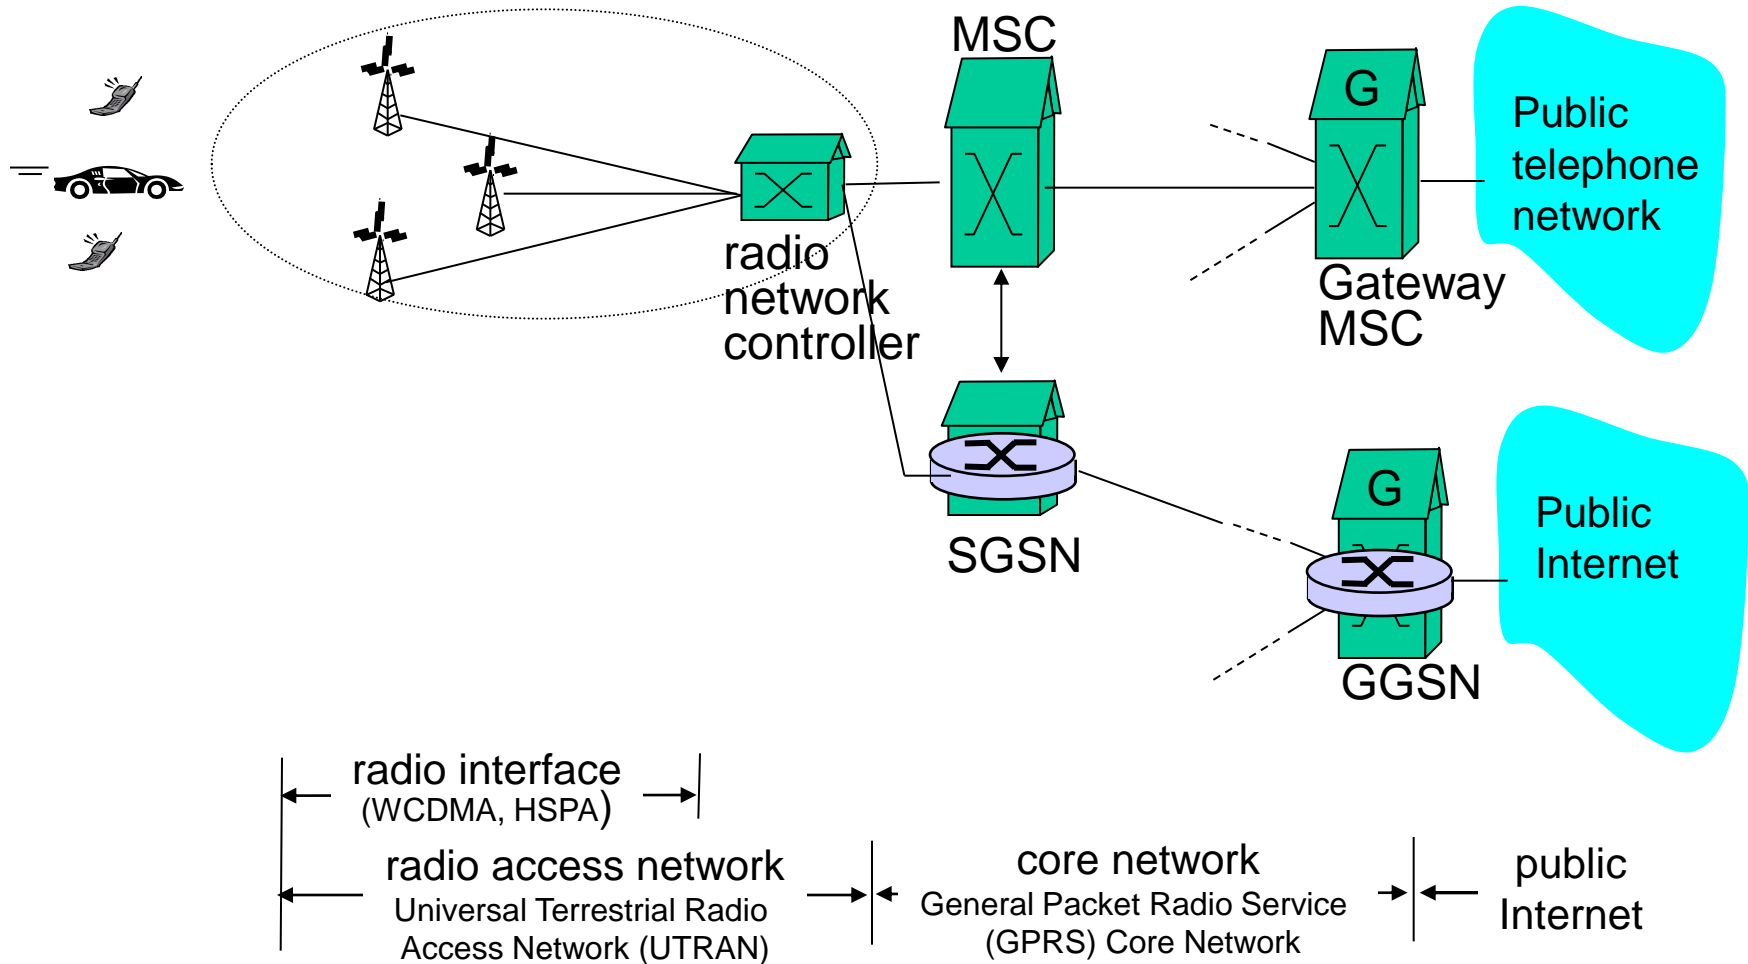 MSC
G
Public
telephone
network
radio
network
controller
Gateway
MSC
SGSN
G
Public
Internet
GGSN
radio interface
(WCDMA, HSPA)
radio access network
Universal Terrestrial Radio
Access Network (UTRAN)
core network
General Packet Radio Service
(GPRS) Core Network
public
Internet